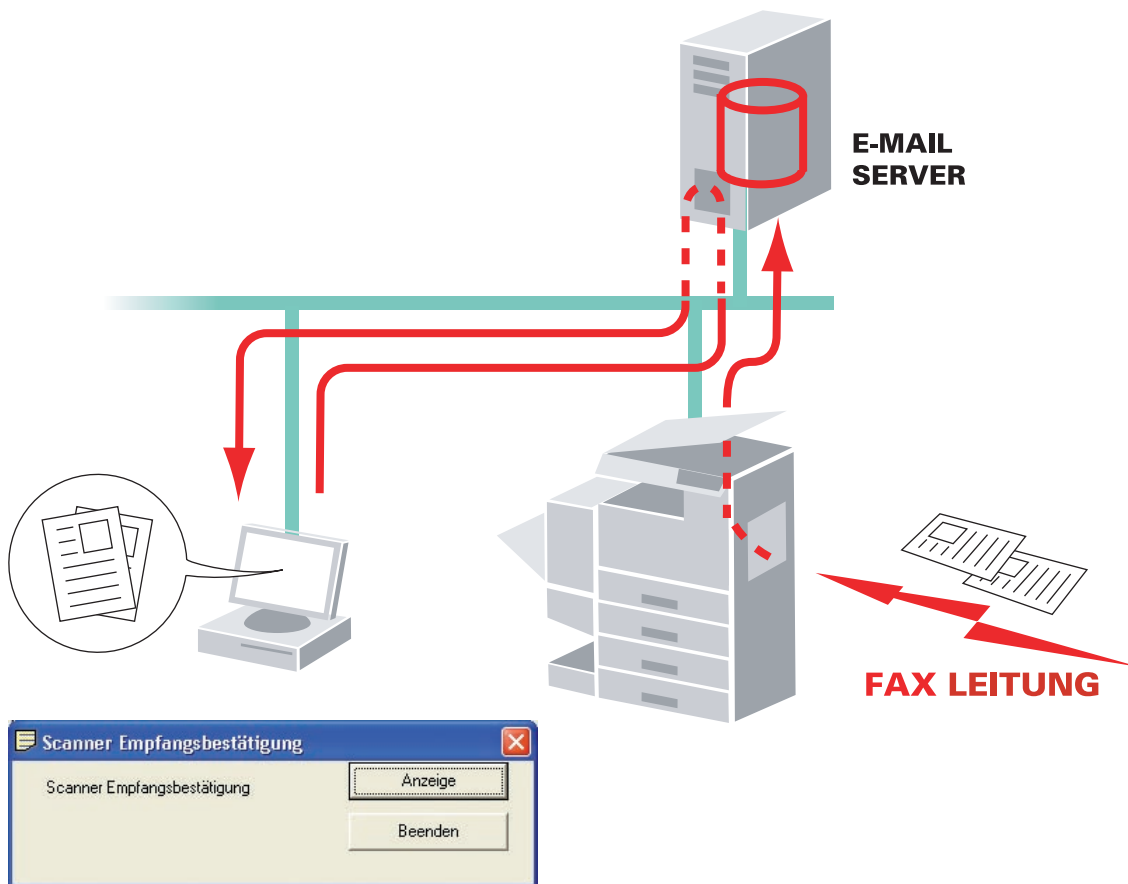 E-MAIL
SERVER
FAX LEITUNG
Scanner Empfangsbestätigung
Scanner Empfangsbestätigung
Anzeige
Beenden